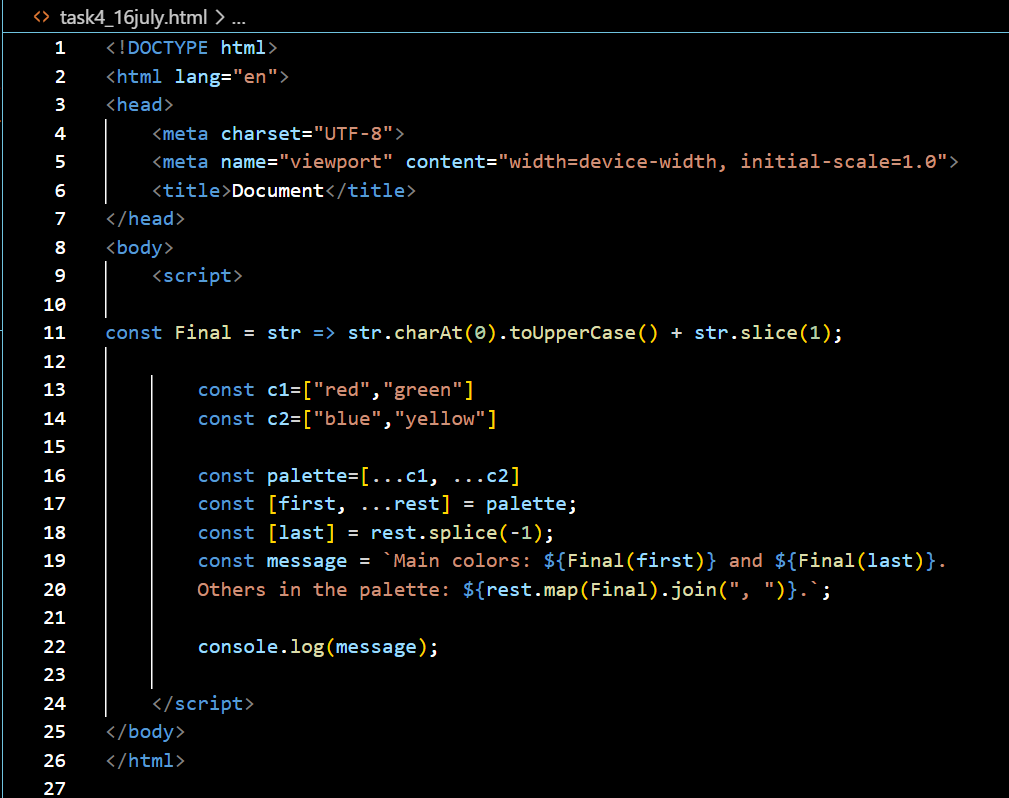 <> task4_16july.html > ...
1 <!DOCTYPE html>
2 <html lang="en">
3 <head>
4     <meta charset="UTF-8">
5     <meta name="viewport" content="width=device-width, initial-scale=1.0">
6     <title>Document</title>
7 </head>
8 <body>
9     <script>
10
11 const Final = str => str.charAt(0).toUpperCase() + str.slice(1);
12
13         const c1=["red","green"]
14         const c2=["blue","yellow"]
15
16         const palette=[...c1, ...c2]
17         const [first, ...rest] = palette;
18         const [last] = rest.splice(-1);
19         const message = `Main colors: ${Final(first)} and ${Final(last)}.
20         Others in the palette: ${rest.map(Final).join(", ")}.`;
21
22         console.log(message);
23
24     </script>
25 </body>
26 </html>
27